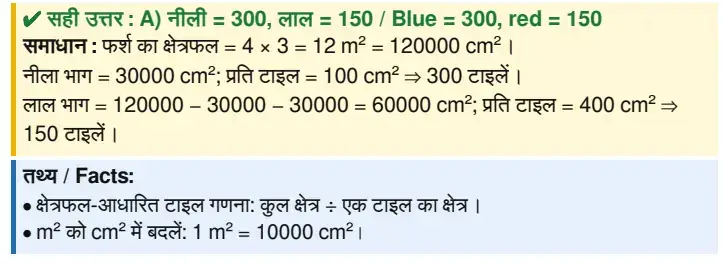 ✔ सही उत्तर : A) नीली = 300, लाल = 150 / Blue = 300, red = 150
समाधान : फर्श का क्षेत्रफल = 4 × 3 = 12 m² = 120000 cm²।
नीला भाग = 30000 cm²; प्रति टाइल = 100 cm² ⇒ 300 टाइलें।
लाल भाग = 120000 − 30000 − 30000 = 60000 cm²; प्रति टाइल = 400 cm² ⇒
150 टाइलें।
तथ्य / Facts:
• क्षेत्रफल-आधारित टाइल गणना: कुल क्षेत्र ÷ एक टाइल का क्षेत्र।
• m² को cm² में बदलें: 1 m² = 10000 cm²।